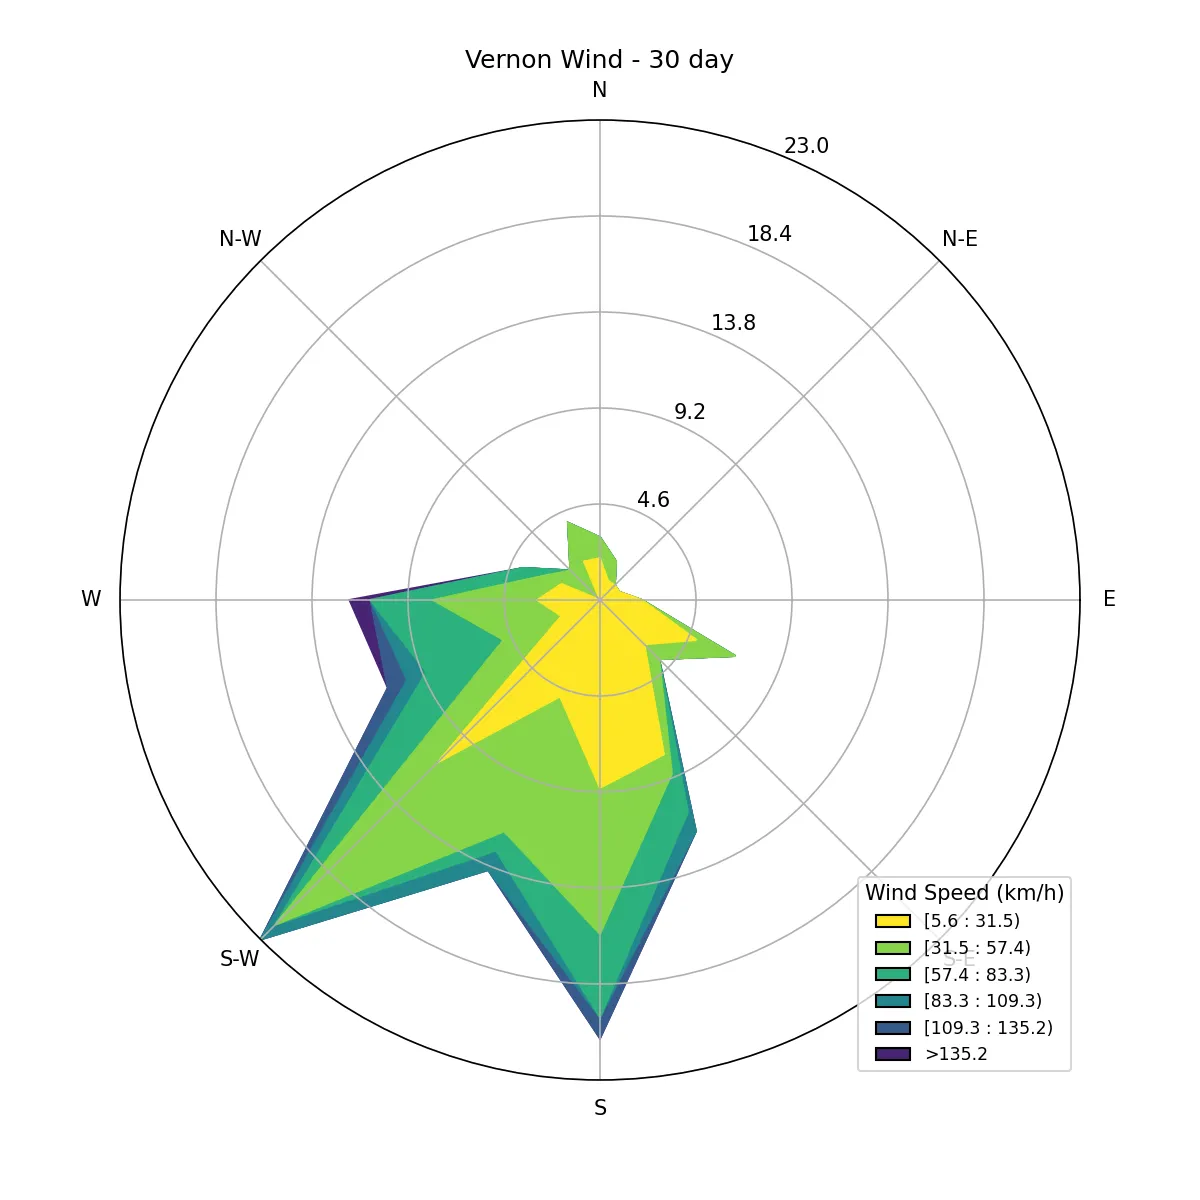 Vernon Wind - 30 day
N
23.0
N-W
18.4
N-E
13.8
9.2
4.6
W
E
S-W
S-E
S
Wind Speed (km/h)
[5.6 : 31.5)
[31.5 : 57.4)
[57.4 : 83.3)
[83.3 : 109.3)
[109.3 : 135.2)
>135.2